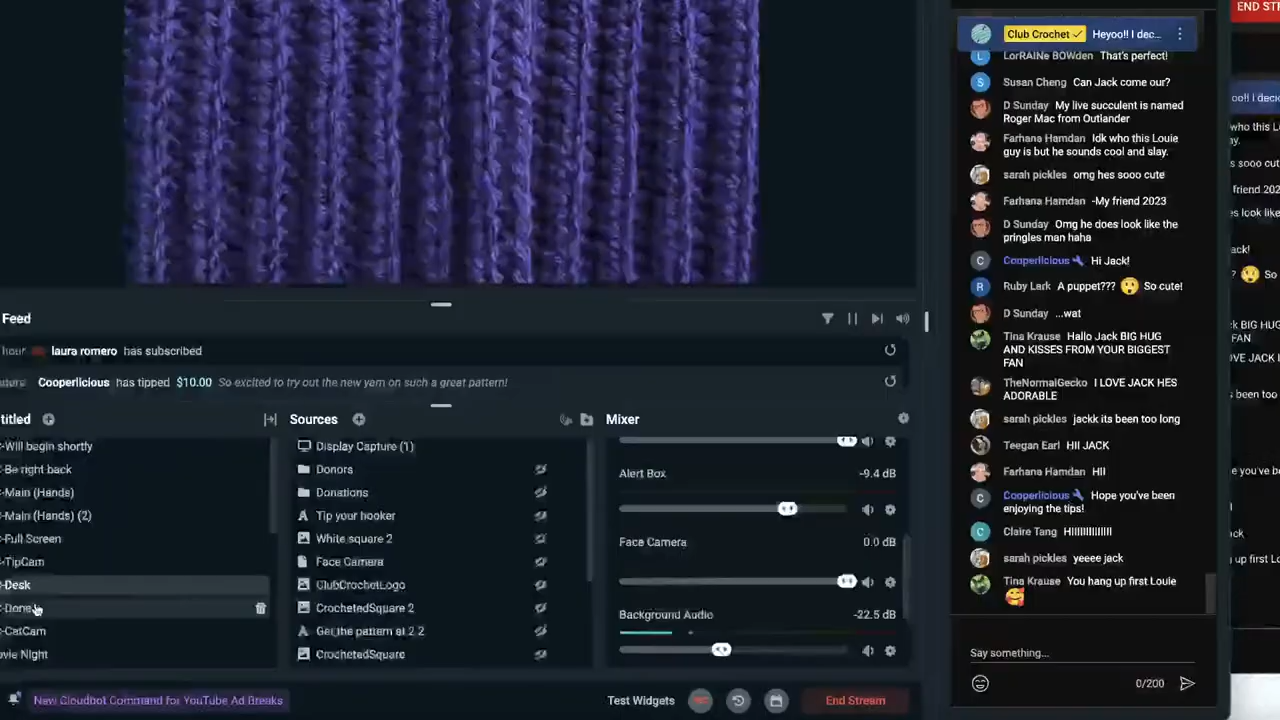 END STR
Club Crochet Heyoo!! I dec...
LorRAINe BOWden That's perfect!
Susan Cheng Can Jack come our?
D Sunday My live succulent is named
Roger Mac from Outlander
Farhana Hamdan Idk who this Louie
guy is but he sounds cool and slay.
sarah pickles omg hes sooo cute
Farhana Hamdan -My friend 2023
D Sunday Omg he does look like the
pringles man haha
Cooperlicious Hi Jack!
Ruby Lark A puppet??? 😲 So cute!
D Sunday ...wat
Tina Krause Hallo Jack BIG HUG
AND KISSES FROM YOUR BIGGEST
FAN
TheNormalGecko I LOVE JACK HES
ADORABLE
sarah pickles jackk its been too long
Teegan Earl HII JACK
Farhana Hamdan HII
Cooperlicious Hope you've been
enjoying the tips!
Claire Tang HIIIIIIIIIIIIII
sarah pickles yeeee jack
Tina Krause You hang up first Louie
🥰
Say something...
0/200
Feed
hour laura romero has subscribed
Cooperlicious has tipped $10.00 So excited to try out the new yarn on such a great pattern!
titled
-Will begin shortly
-Be right back
-Main (Hands)
-Main (Hands) (2)
-Full Screen
-TipCam
-Desk
-CatCam
vie Night
Sources
Display Capture (1)
Donors
Donations
Tip your hooker
White square 2
Face Camera
ClubCrochetLogo
CrochetedSquare 2
Get the pattern at 2 2
CrochetedSquare
Mixer
Alert Box -9.4 dB
Face Camera 0.0 dB
Background Audio -22.5 dB
New Cloudbot Command for YouTube Ad Breaks
Test Widgets
End Stream